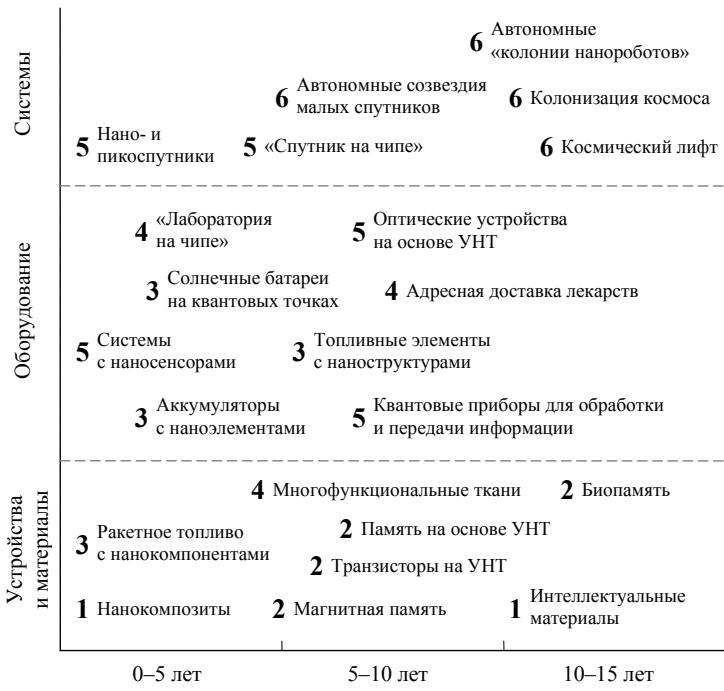 6 Автономные
«колонии нанороботов»
6 Автономные созвездия
малых спутников
6 Колонизация космоса
5 Нано- и
пикоспутники
5 «Спутник на чипе»
6 Космический лифт
Системы
4 «Лаборатория
на чипе»
5 Оптические устройства
на основе УНТ
3 Солнечные батареи
на квантовых точках
4 Адресная доставка лекарств
5 Системы
с наносенсорами
3 Топливные элементы
с наноструктурами
3 Аккумуляторы
с наноэлементами
5 Квантовые приборы для обработки
и передачи информации
Оборудование
4 Многофункциональные ткани
2 Биопамять
3 Ракетное топливо
с нанокомпонентами
2 Память на основе УНТ
2 Транзисторы на УНТ
1 Нанокомпозиты
2 Магнитная память
1 Интеллектуальные
материалы
Устройства
и материалы
0–5 лет
5–10 лет
10–15 лет